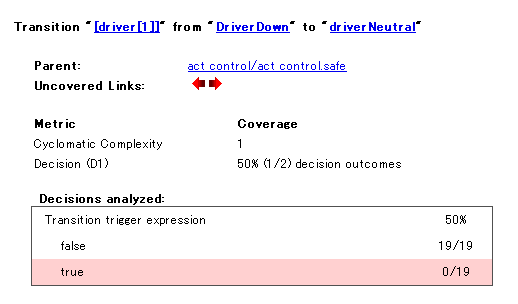 Transition "[driver[1]]" from "DriverDown" to "driverNeutral"
Parent: act control/act control.safe
Uncovered Links:
Metric Coverage
Cyclomatic Complexity 1
Decision (D1) 50% (1/2) decision outcomes
Decisions analyzed:
Transition trigger expression 50%
false 19/19
true 0/19